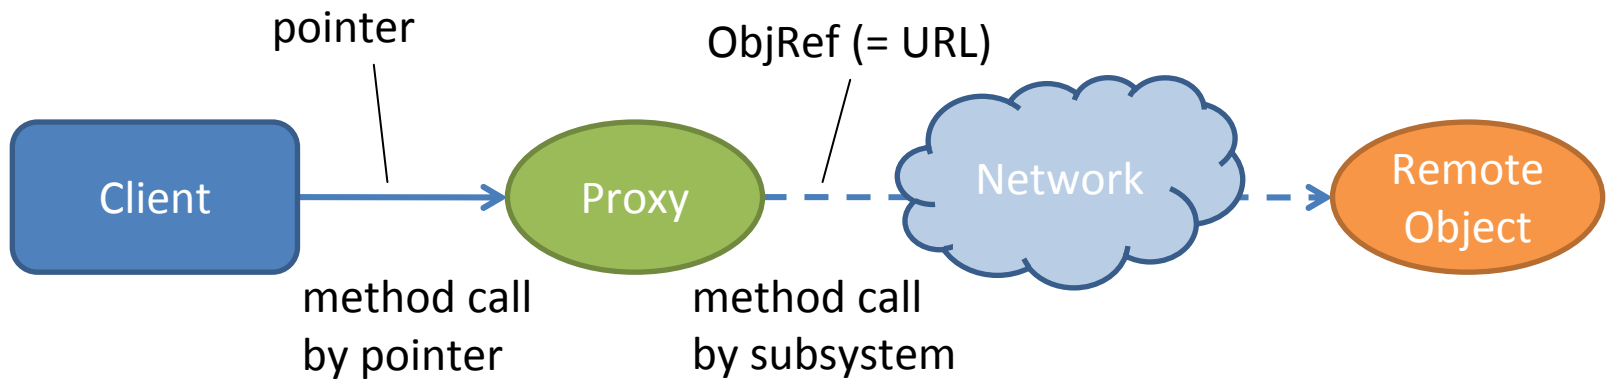 pointer
ObjRef (= URL)
Client
Proxy
Network
Remote
Object
method call
by pointer
method call
by subsystem